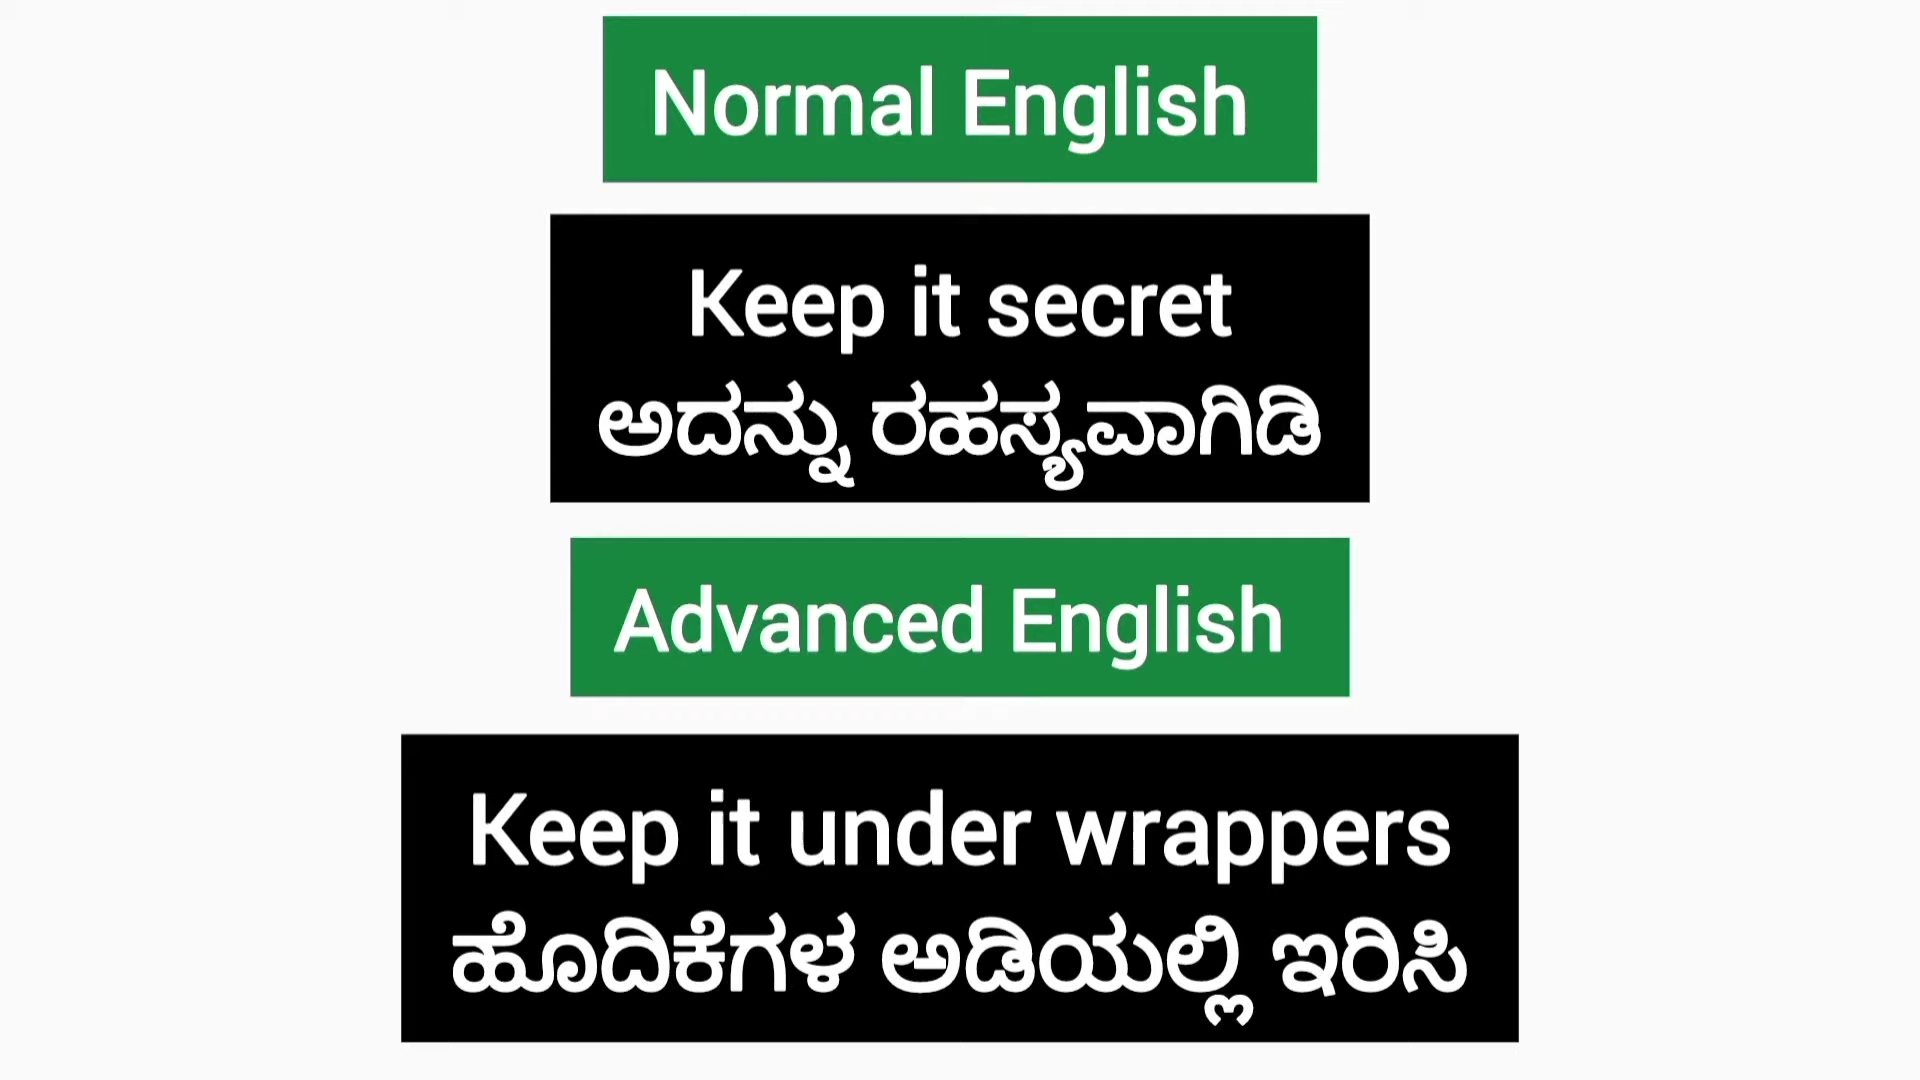 Normal English
Keep it secret
ಅದನ್ನು ರಹಸ್ಯವಾಗಿಡಿ
Advanced English
Keep it under wrappers
ಹೊದಿಕೆಗಳ ಅಡಿಯಲ್ಲಿ ಇರಿಸಿ